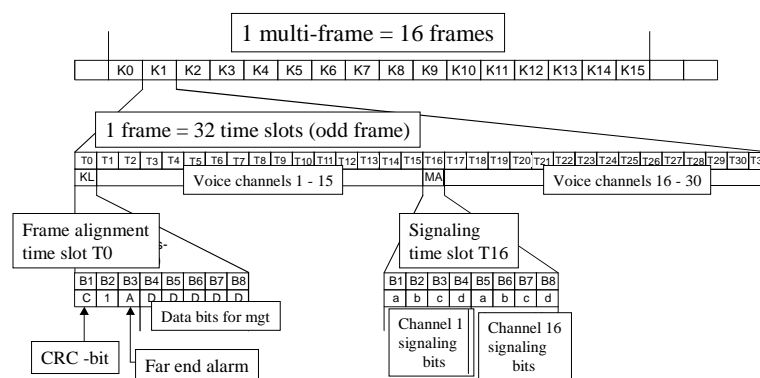 1 multi-frame = 16 frames
K0 K1 K2 K3 K4 K5 K6 K7 K8 K9 K10 K11 K12 K13 K14 K15
1 frame = 32 time slots (odd frame)
T0 T1 T2 T3 T4 T5 T6 T7 T8 T9 T10 T11 T12 T13 T14 T15 T16 T17 T18 T19 T20 T21 T22 T23 T24 T25 T26 T27 T28 T29 T30
KL Voice channels 1 - 15 MA Voice channels 16 - 30
Frame alignment
time slot T0
Signaling
time slot T16
B1 B2 B3 B4 B5 B6 B7 B8
C 1 A D D D D D
Data bits for mgt
CRC -bit
Far end alarm
B1 B2 B3 B4 B5 B6 B7 B8
a b c d a b c d
Channel 1
signaling
bits
Channel 16
signaling
bits